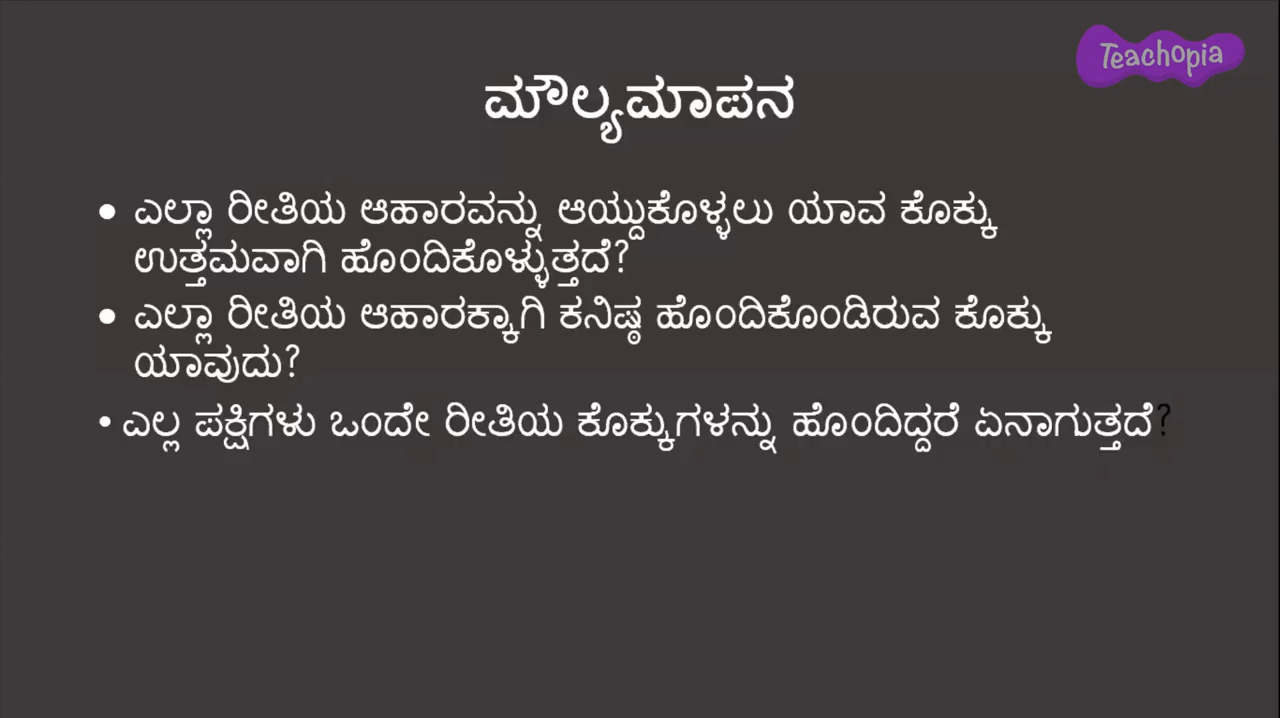 Teachopia
ಮೌಲ್ಯಮಾಪನ
• ಎಲ್ಲಾ ರೀತಿಯ ಆಹಾರವನ್ನು ಆಯ್ದುಕೊಳ್ಳಲು ಯಾವ ಕೊಕ್ಕು
ಉತ್ತಮವಾಗಿ ಹೊಂದಿಕೊಳ್ಳುತ್ತದೆ?
• ಎಲ್ಲಾ ರೀತಿಯ ಆಹಾರಕ್ಕಾಗಿ ಕನಿಷ್ಠ ಹೊಂದಿಕೊಂಡಿರುವ ಕೊಕ್ಕು
ಯಾವುದು?
• ಎಲ್ಲ ಪಕ್ಷಿಗಳು ಒಂದೇ ರೀತಿಯ ಕೊಕ್ಕುಗಳನ್ನು ಹೊಂದಿದ್ದರೆ ಏನಾಗುತ್ತದೆ?